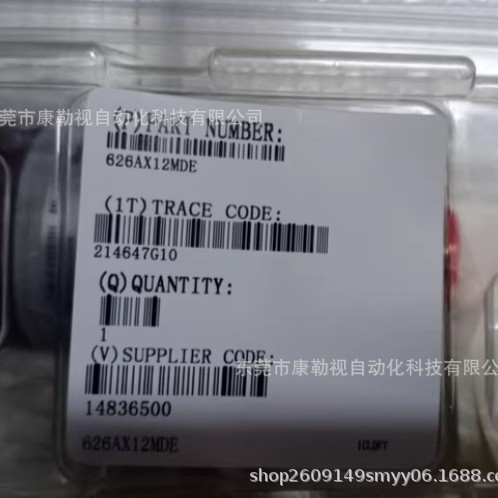 东莞市康勒视自动化科技有限公司
(P)PART NUMBER:
626AX12MDE
(1T)TRACE CODE:
214647G10
(Q)QUANTITY:
1
(V)SUPPLIER CODE:
东莞市康勒视自动化科技有限公司
14836500
626AX12MDE
shop2609149smyy06.1688.co